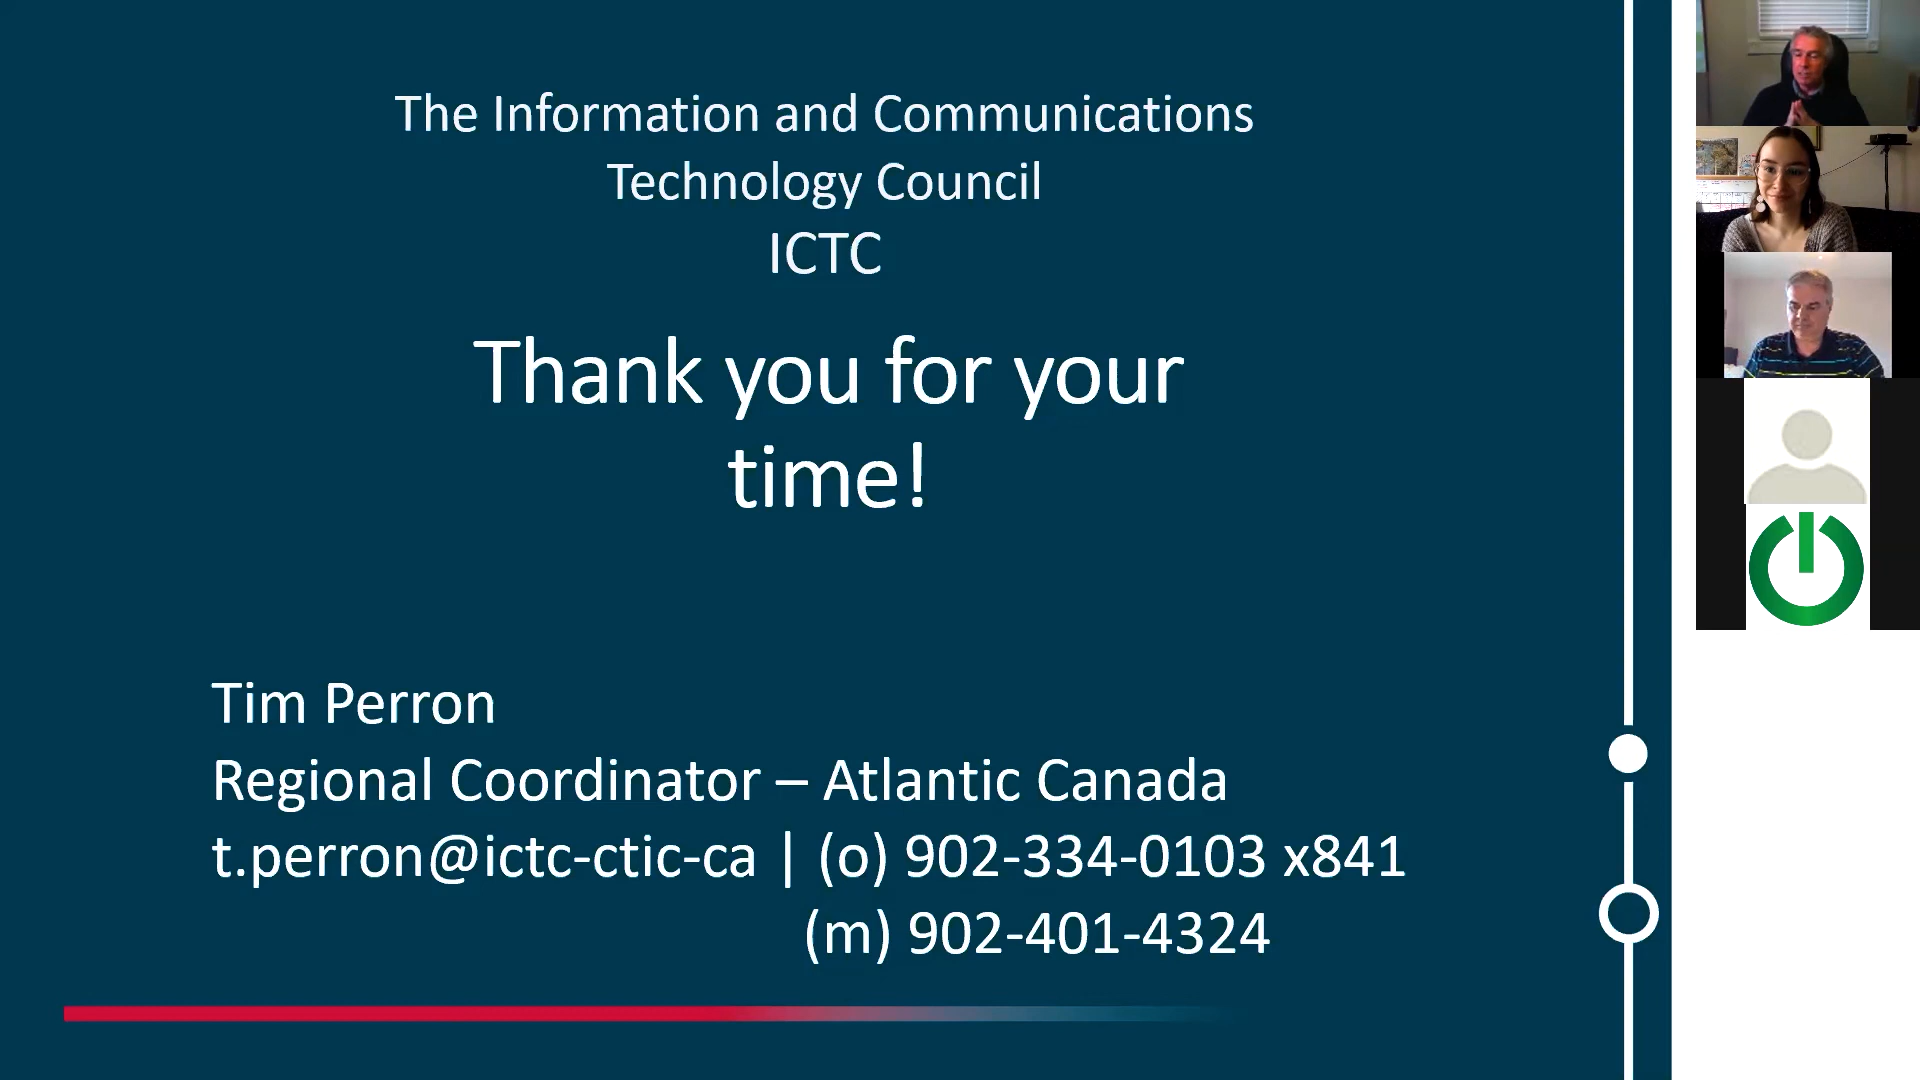 The Information and Communications
Technology Council
ICTC
Thank you for your
time!
Tim Perron
Regional Coordinator – Atlantic Canada
t.perron@ictc-ctic-ca | (o) 902-334-0103 x841
(m) 902-401-4324